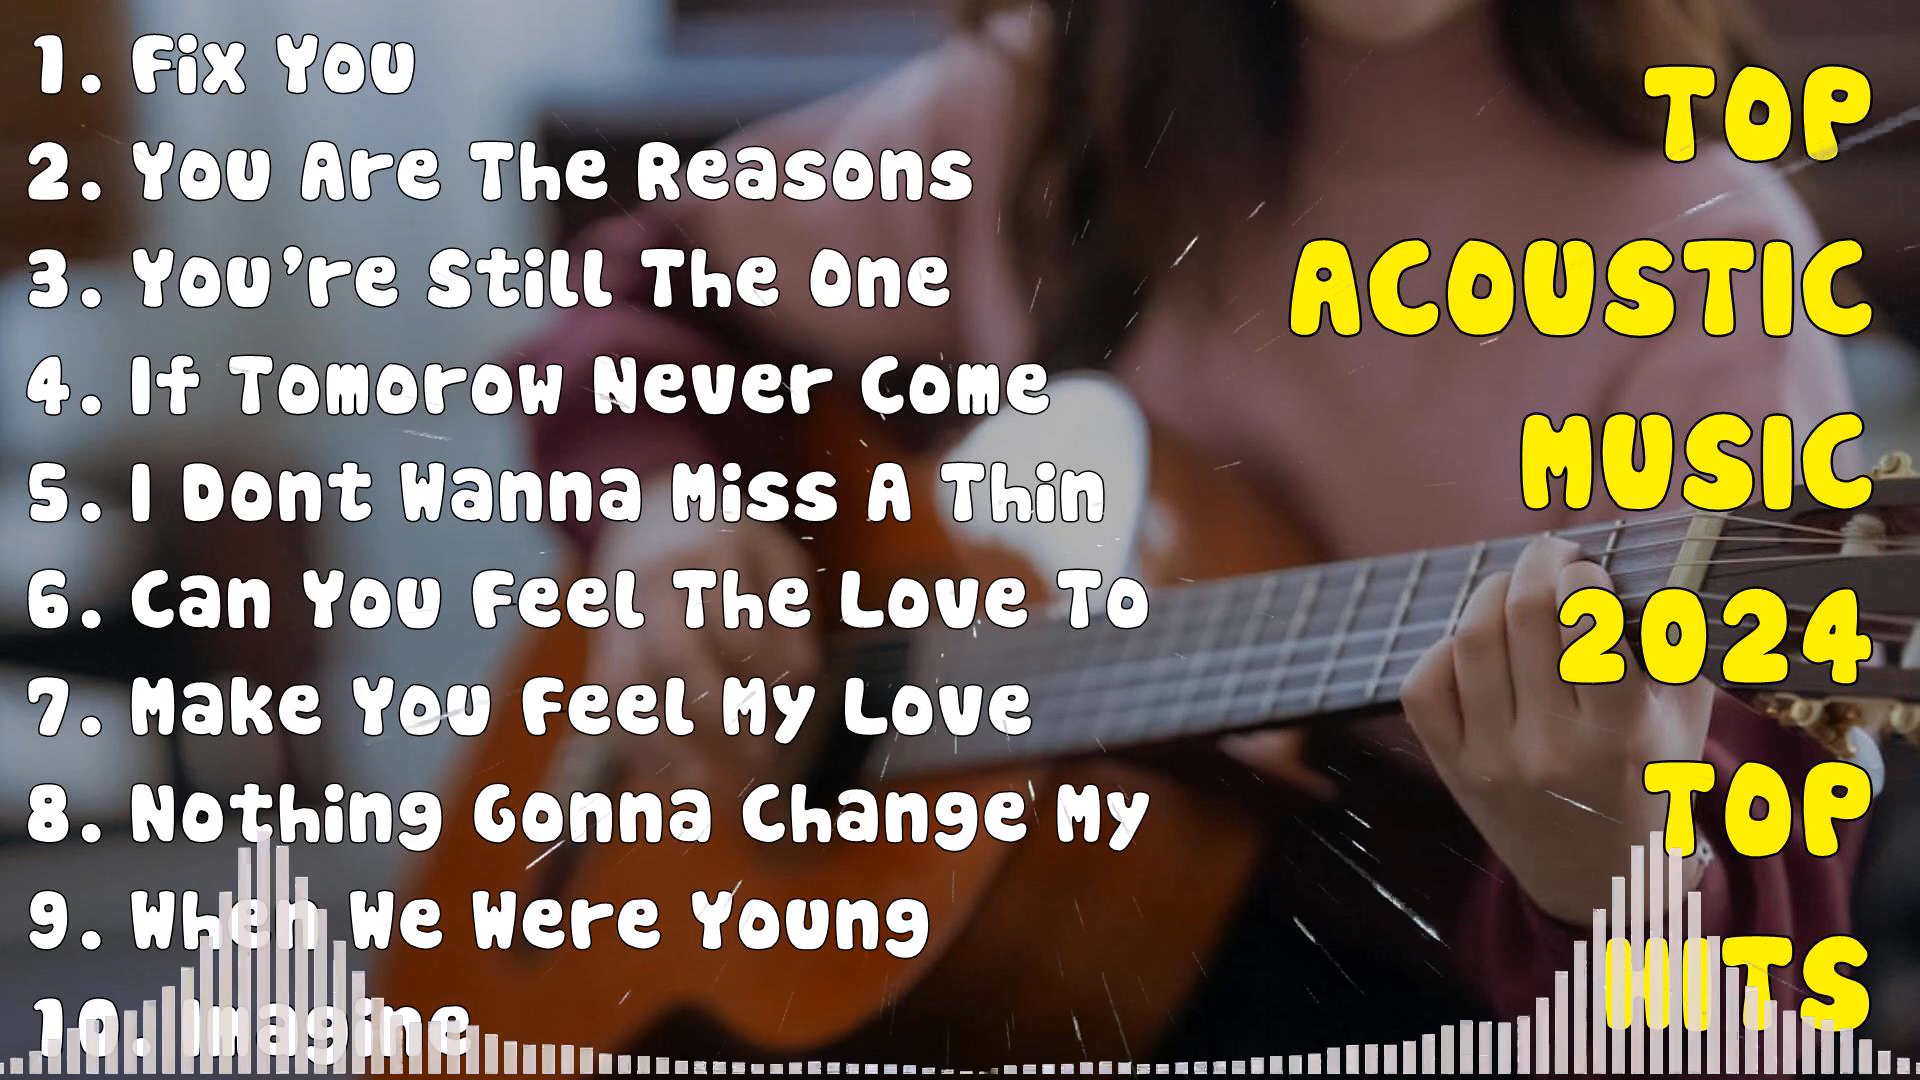 1. Fix You
2. You Are The Reasons
3. You're Still The One
4. If Tomorow Never Come
5. I Dont Wanna Miss A Thin
6. Can You Feel The Love To
7. Make You Feel My Love
8. Nothing Gonna Change My
9. When We Were Young
10. Imagine
TOP
ACOUSTIC
MUSIC
2024
TOP
HITS